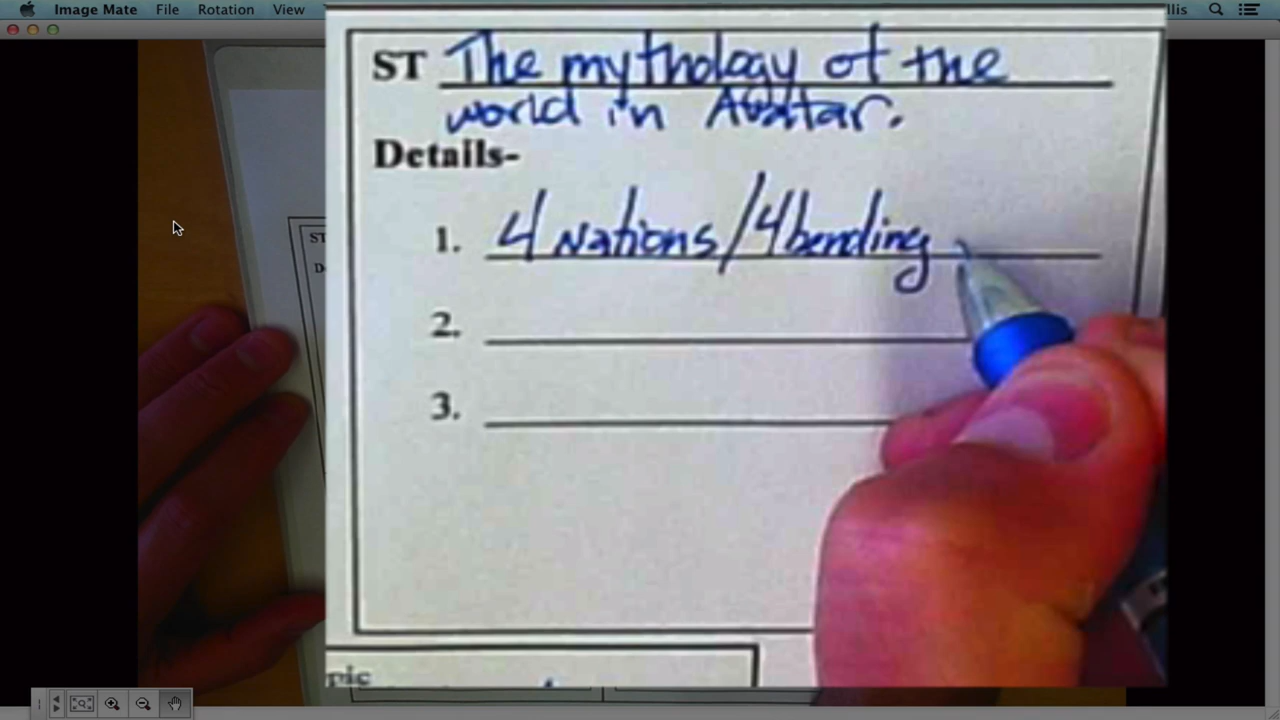 Image Mate File Rotation View
llis
ST The mythology of the
world in Avatar.
Details-
1. 4 Nations/4 bending
2.
3.
ST